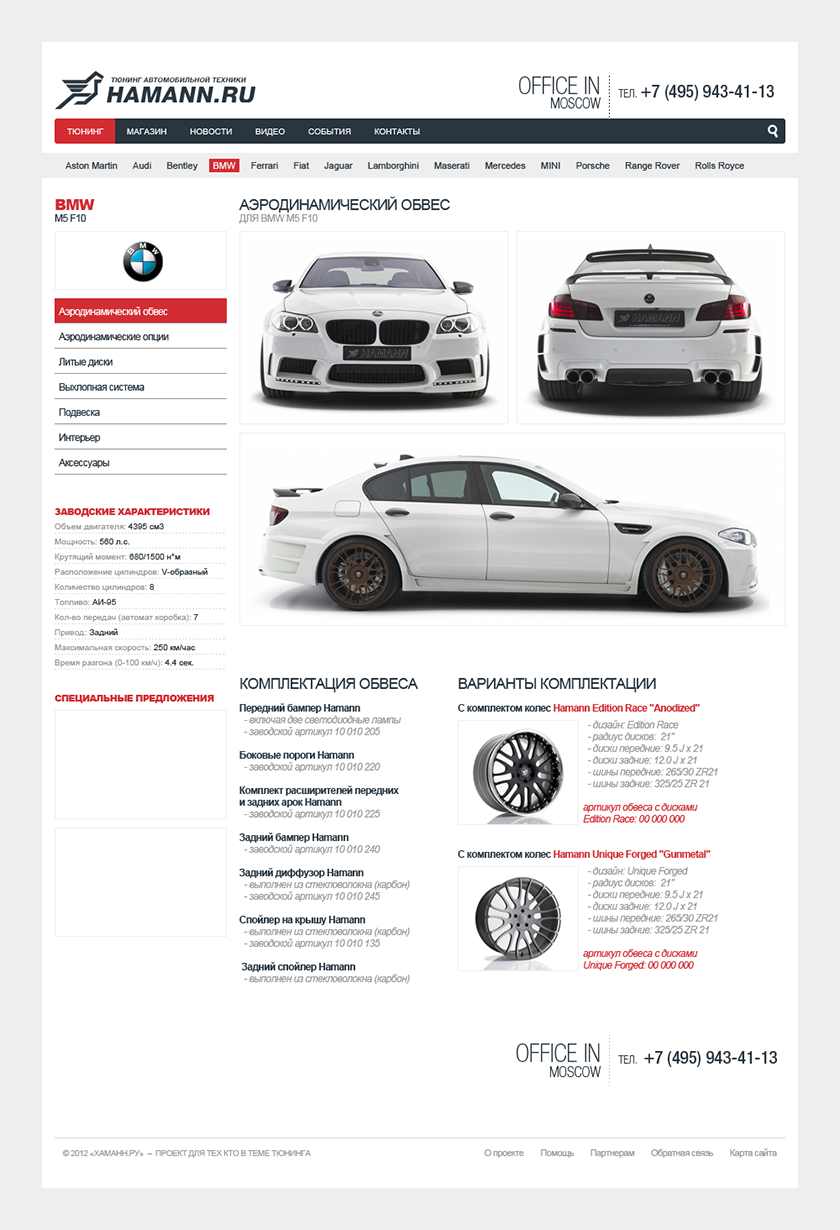 ТЮНИНГ АВТОМОБИЛЬНОЙ ТЕХНИКИ
HAMANN.RU
OFFICE IN
MOSCOW
ТЕЛ. +7 (495) 943-41-13
ТЮНИНГ МАГАЗИН НОВОСТИ ВИДЕО СОБЫТИЯ КОНТАКТЫ
Aston Martin Audi Bentley BMW Ferrari Fiat Jaguar Lamborghini Maserati Mercedes MINI Porsche Range Rover Rolls Royce
BMW
M5 F10
BMW
Аэродинамический обвес
Аэродинамические опции
Литые диски
Выхлопная система
Подвеска
Интерьер
Аксессуары
ЗАВОДСКИЕ ХАРАКТЕРИСТИКИ
Объем двигателя: 4395 см3
Мощность: 560 л.с.
Крутящий момент: 680/1500 н*м
Расположение цилиндров: V-образный
Количество цилиндров: 8
Топливо: АИ-95
Кол-во передач (автомат коробка): 7
Привод: Задний
Максимальная скорость: 250 км/час
Время разгона (0-100 км/ч): 4.4 сек.
СПЕЦИАЛЬНЫЕ ПРЕДЛОЖЕНИЯ
АЭРОДИНАМИЧЕСКИЙ ОБВЕС
ДЛЯ BMW M5 F10
HAMANN
HAMANN
КОМПЛЕКТАЦИЯ ОБВЕСА
Передний бампер Hamann
- включая две светодиодные лампы
- заводской артикул 10 010 205
Боковые пороги Hamann
- заводской артикул 10 010 220
Комплект расширителей передних
и задних арок Hamann
- заводской артикул 10 010 225
Задний бампер Hamann
- заводской артикул 10 010 240
Задний диффузор Hamann
- выполнен из стекловолокна (карбон)
- заводской артикул 10 010 245
Спойлер на крышу Hamann
- выполнен из стекловолокна (карбон)
- заводской артикул 10 010 135
Задний спойлер Hamann
- выполнен из стекловолокна (карбон)
ВАРИАНТЫ КОМПЛЕКТАЦИИ
С комплектом колес Hamann Edition Race "Anodized"
- дизайн: Edition Race
- радиус дисков: 21"
- диски передние: 9.5 J x 21
- диски задние: 12.0 J x 21
- шины передние: 265/30 ZR21
- шины задние: 325/25 ZR 21
артикул обвеса с дисками
Edition Race: 00 000 000
С комплектом колес Hamann Unique Forged "Gunmetal"
- дизайн: Unique Forged
- радиус дисков: 21"
- диски передние: 9.5 J x 21
- диски задние: 12.0 J x 21
- шины передние: 265/30 ZR21
- шины задние: 325/25 ZR 21
артикул обвеса с дисками
Unique Forged: 00 000 000
OFFICE IN
MOSCOW
ТЕЛ. +7 (495) 943-41-13
© 2012 «ХАМАНН.РУ» – ПРОЕКТ ДЛЯ ТЕХ КТО В ТЕМЕ ТЮНИНГА
О проекте Помощь Партнерам Обратная связь Карта сайта